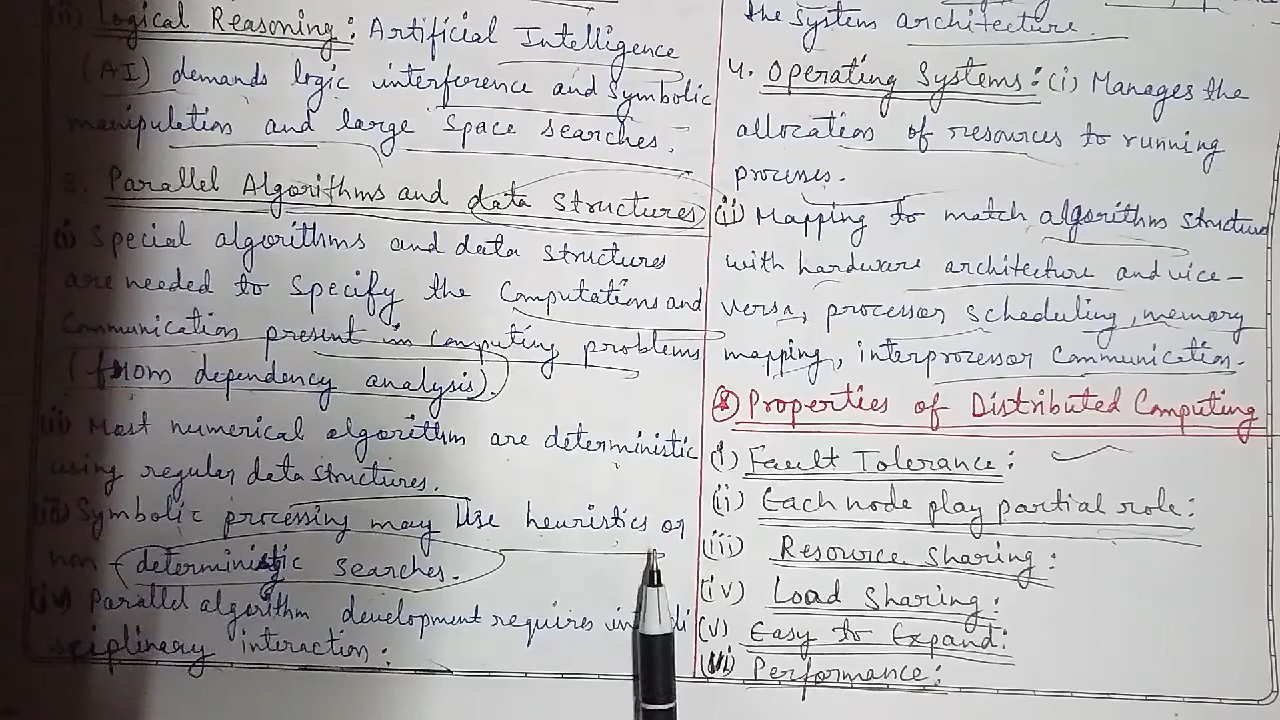 (ii) Logical Reasoning: Artificial Intelligence
(AI) demands logic interference and Symbolic
manipulation and large Space searches.
Parallel Algorithms and data structures
(i) Special algorithms and data structures
are needed to specify the computations and
communication present in computing problems
(from dependency analysis).
(ii) Most numerical algorithm are deterministic
using regular data structures.
(iii) Symbolic processing may Use heuristics or
non-deterministic searches.
(iv) Parallel algorithm development requires
sciplinary interaction:
the system architecture.
4. Operating Systems: (i) Manages the
allocation of resources to running
proceses.
(ii) Mapping to match algorithm structure
with hardware architecture and vice-
versa, processor scheduling, memory
mapping, interprocessor Communication.
Properties of Distributed Computing
(i) Fault Tolerance:
(ii) Each node play partial role:
(iii) Resource Sharing:
(iv) Load Sharing:
(v) Easy to Expand:
(vi) Performance: